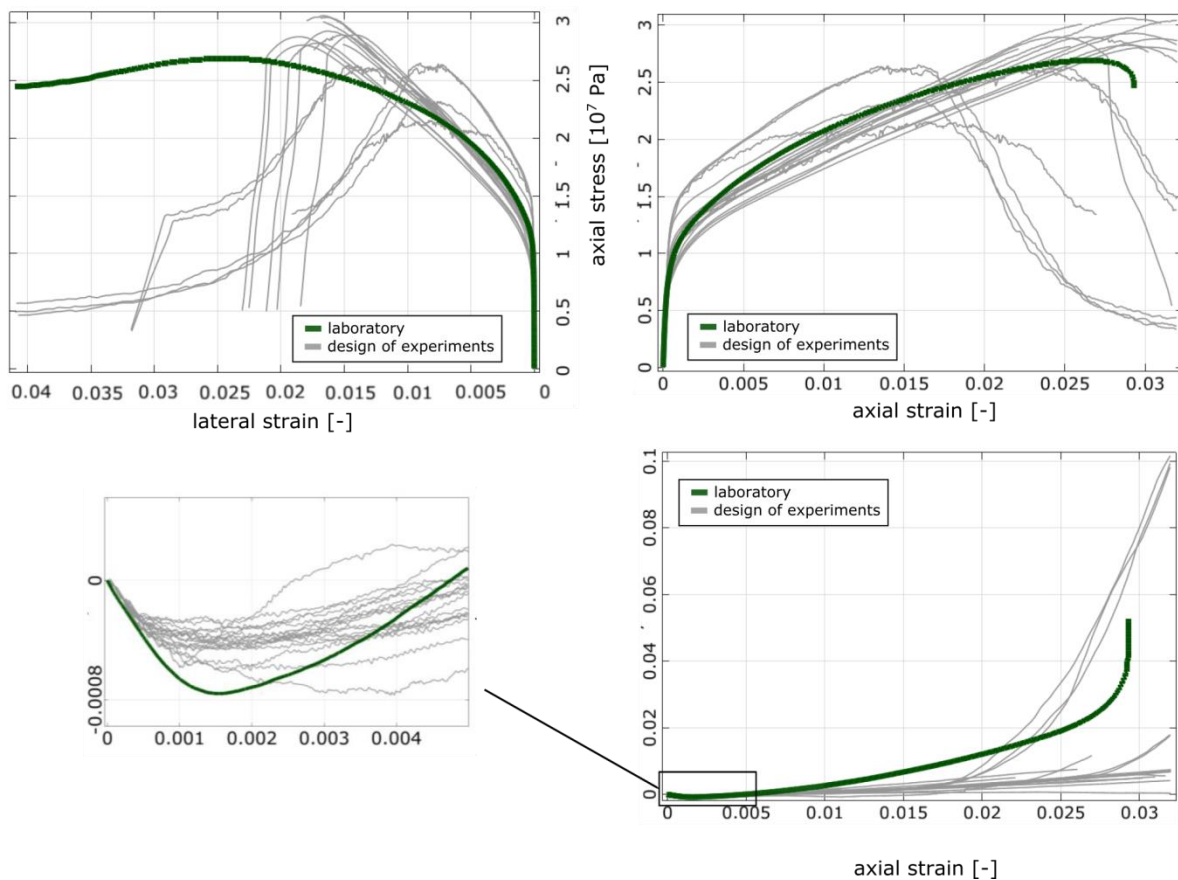 3
2.5
2
1.5
1
0.5
0
axial stress [10⁷ Pa]
laboratory
design of experiments
0.04 0.035 0.03 0.025 0.02 0.015 0.01 0.005 0
lateral strain [-]
3
2.5
2
1.5
1
0.5
0
laboratory
design of experiments
0 0.005 0.01 0.015 0.02 0.025 0.03
axial strain [-]
0
-0.0008
0 0.001 0.002 0.003 0.004
0.1
0.08
0.06
0.04
0.02
0
laboratory
design of experiments
0 0.005 0.01 0.015 0.02 0.025 0.03
axial strain [-]